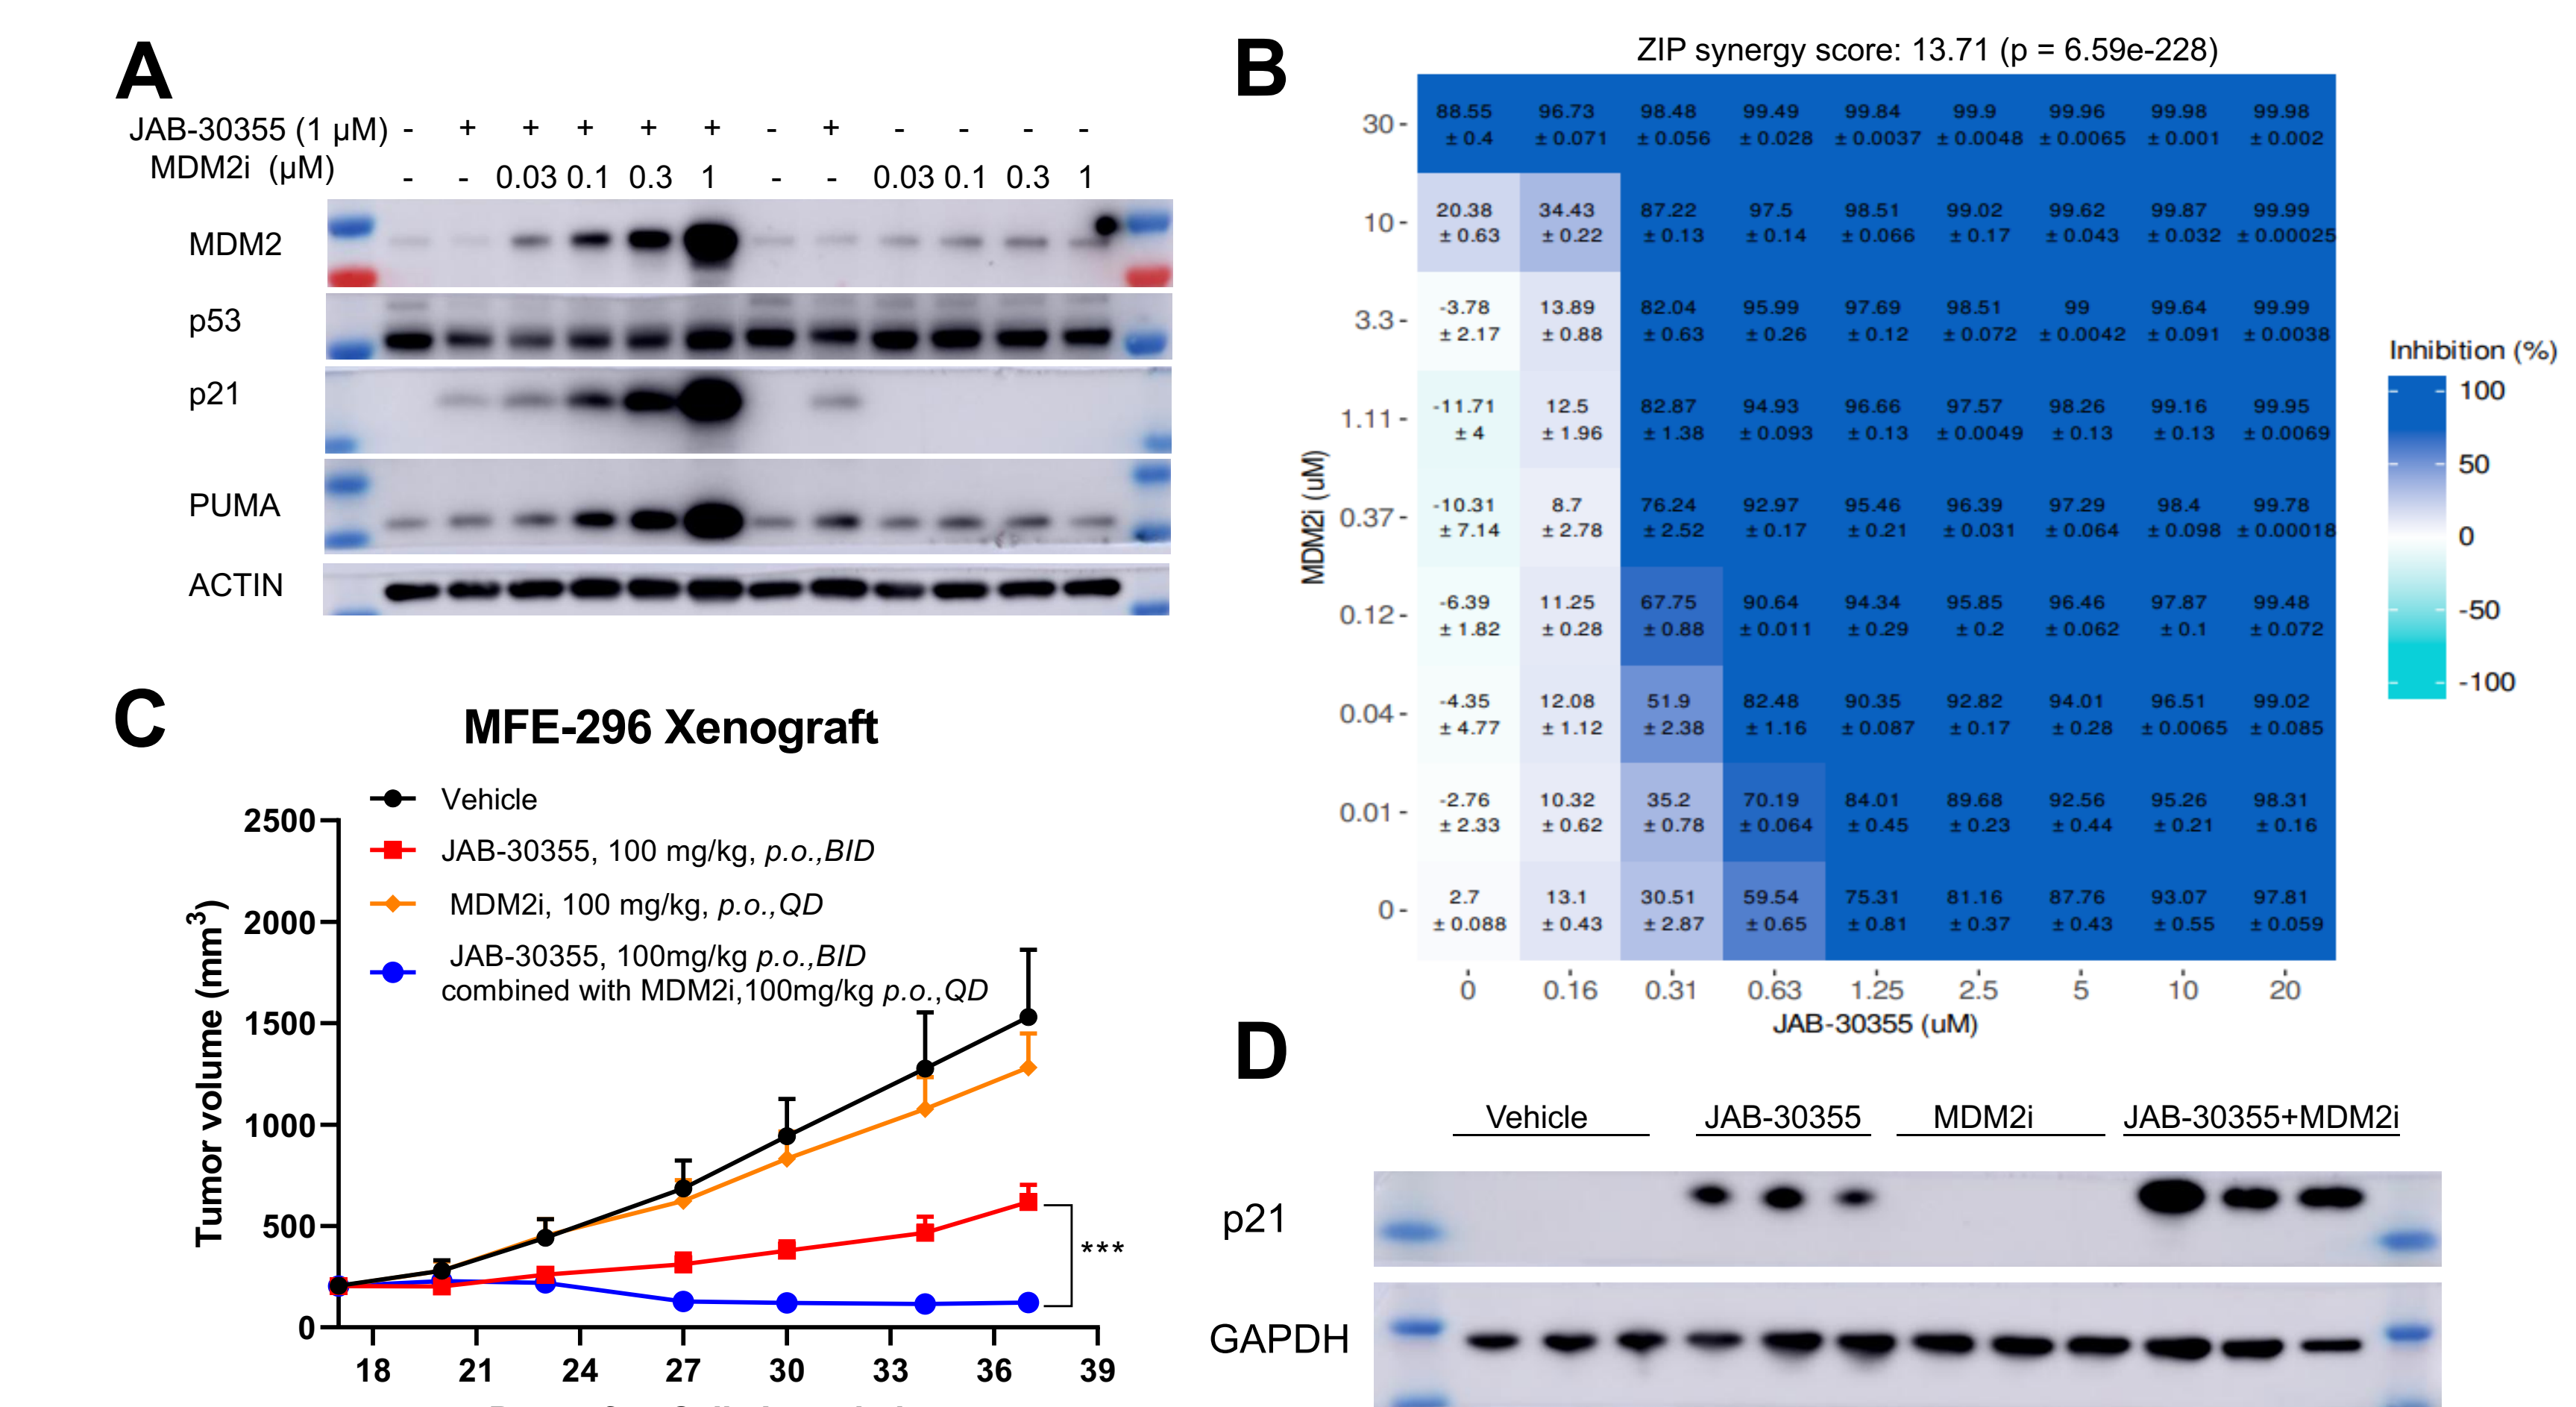 A
JAB-30355 (1 µM) - + + + + + - + - - - -
MDM2i (µM) - - 0.03 0.1 0.3 1 - - 0.03 0.1 0.3 1
MDM2
p53
p21
PUMA
ACTIN
B
ZIP synergy score: 13.71 (p = 6.59e-228)
30 - 88.55 96.73 98.48 99.49 99.84 99.9 99.96 99.98 99.98
± 0.4 ± 0.071 ± 0.056 ± 0.028 ± 0.0037 ± 0.0048 ± 0.0065 ± 0.001 ± 0.002
10 - 20.38 34.43 87.22 97.5 98.51 99.02 99.62 99.87 99.99
± 0.63 ± 0.22 ± 0.13 ± 0.14 ± 0.066 ± 0.17 ± 0.043 ± 0.032 ± 0.00025
3.3 - -3.78 13.89 82.04 95.99 97.69 98.51 99 99.64 99.99
± 2.17 ± 0.88 ± 0.63 ± 0.26 ± 0.12 ± 0.072 ± 0.0042 ± 0.091 ± 0.0038
1.11 - -11.71 12.5 82.87 94.93 96.66 97.57 98.26 99.16 99.95
± 4 ± 1.96 ± 1.38 ± 0.093 ± 0.13 ± 0.0049 ± 0.13 ± 0.13 ± 0.0069
0.37 - -10.31 8.7 76.24 92.97 95.46 96.39 97.29 98.4 99.78
± 7.14 ± 2.78 ± 2.52 ± 0.17 ± 0.21 ± 0.031 ± 0.064 ± 0.098 ± 0.00018
0.12 - -6.39 11.25 67.75 90.64 94.34 95.85 96.46 97.87 99.48
± 1.82 ± 0.28 ± 0.88 ± 0.011 ± 0.29 ± 0.2 ± 0.062 ± 0.1 ± 0.072
0.04 - -4.35 12.08 51.9 82.48 90.35 92.82 94.01 96.51 99.02
± 4.77 ± 1.12 ± 2.38 ± 1.16 ± 0.087 ± 0.17 ± 0.28 ± 0.0065 ± 0.085
0.01 - -2.76 10.32 35.2 70.19 84.01 89.68 92.56 95.26 98.31
± 2.33 ± 0.62 ± 0.78 ± 0.064 ± 0.45 ± 0.23 ± 0.44 ± 0.21 ± 0.16
0 - 2.7 13.1 30.51 59.54 75.31 81.16 87.76 93.07 97.81
± 0.088 ± 0.43 ± 2.87 ± 0.65 ± 0.81 ± 0.37 ± 0.43 ± 0.55 ± 0.059
MDM2i (uM)
0 0.16 0.31 0.63 1.25 2.5 5 10 20
JAB-30355 (uM)
Inhibition (%)
100
50
0
-50
-100
C
MFE-296 Xenograft
Vehicle
JAB-30355, 100 mg/kg, p.o.,BID
MDM2i, 100 mg/kg, p.o.,QD
JAB-30355, 100mg/kg p.o.,BID
combined with MDM2i,100mg/kg p.o.,QD
Tumor volume (mm³)
2500
2000
1500
1000
500
0
***
18 21 24 27 30 33 36 39
D
Vehicle JAB-30355 MDM2i JAB-30355+MDM2i
p21
GAPDH